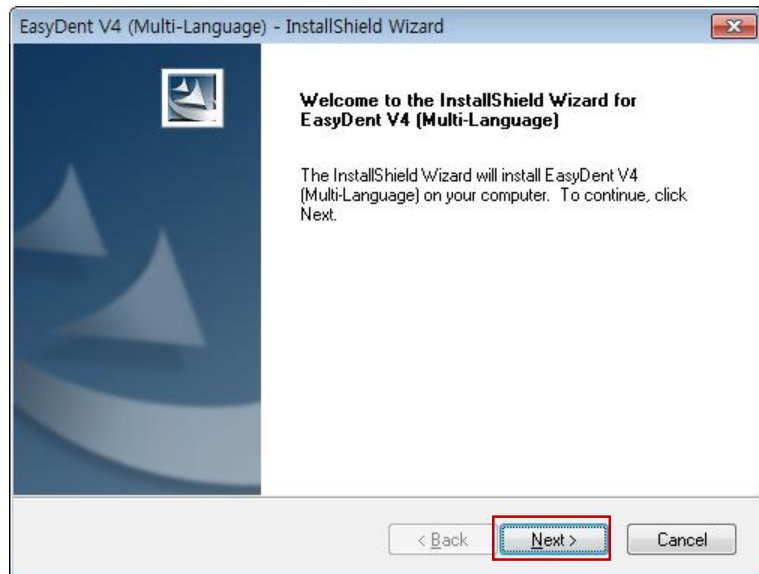 EasyDent V4 (Multi-Language) - InstallShield Wizard
Welcome to the InstallShield Wizard for
EasyDent V4 (Multi-Language)
The InstallShield Wizard will install EasyDent V4
(Multi-Language) on your computer. To continue, click
Next.
< Back Next > Cancel